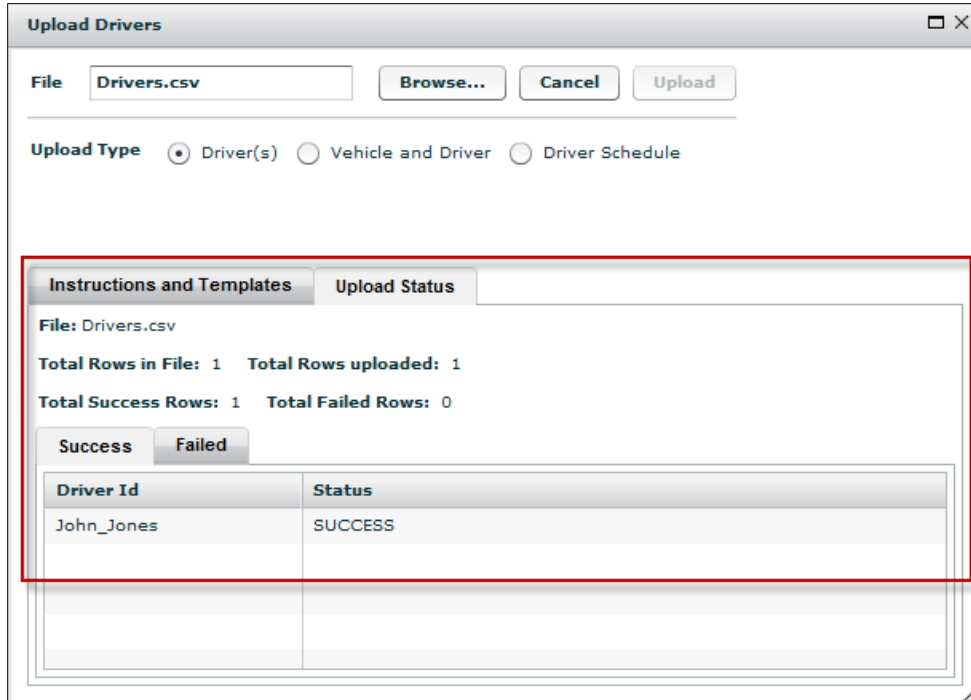 Upload Drivers
File Drivers.csv Browse... Cancel Upload
Upload Type Driver(s) Vehicle and Driver Driver Schedule
Instructions and Templates Upload Status
File: Drivers.csv
Total Rows in File: 1 Total Rows uploaded: 1
Total Success Rows: 1 Total Failed Rows: 0
Success Failed
Driver Id Status
John_Jones SUCCESS